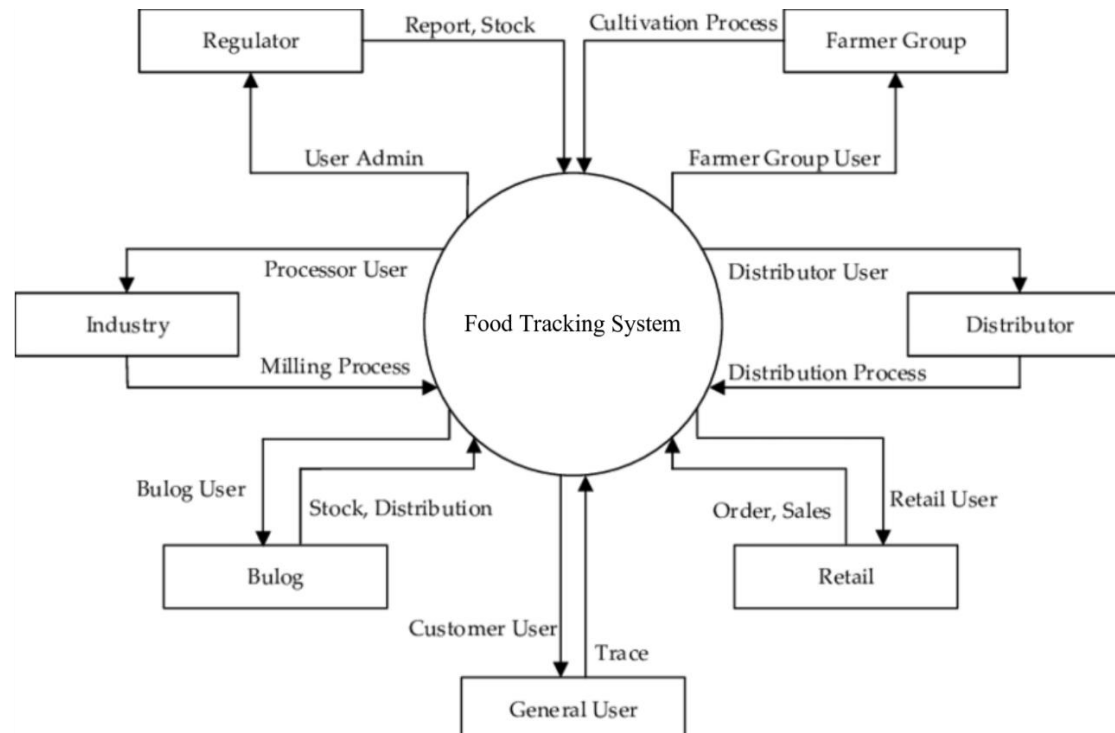 Regulator
Report, Stock
Cultivation Process
Farmer Group
User Admin
Farmer Group User
Processor User
Distributor User
Industry
Food Tracking System
Distributor
Milling Process
Distribution Process
Bulog User
Stock, Distribution
Order, Sales
Retail User
Bulog
Retail
Customer User
Trace
General User